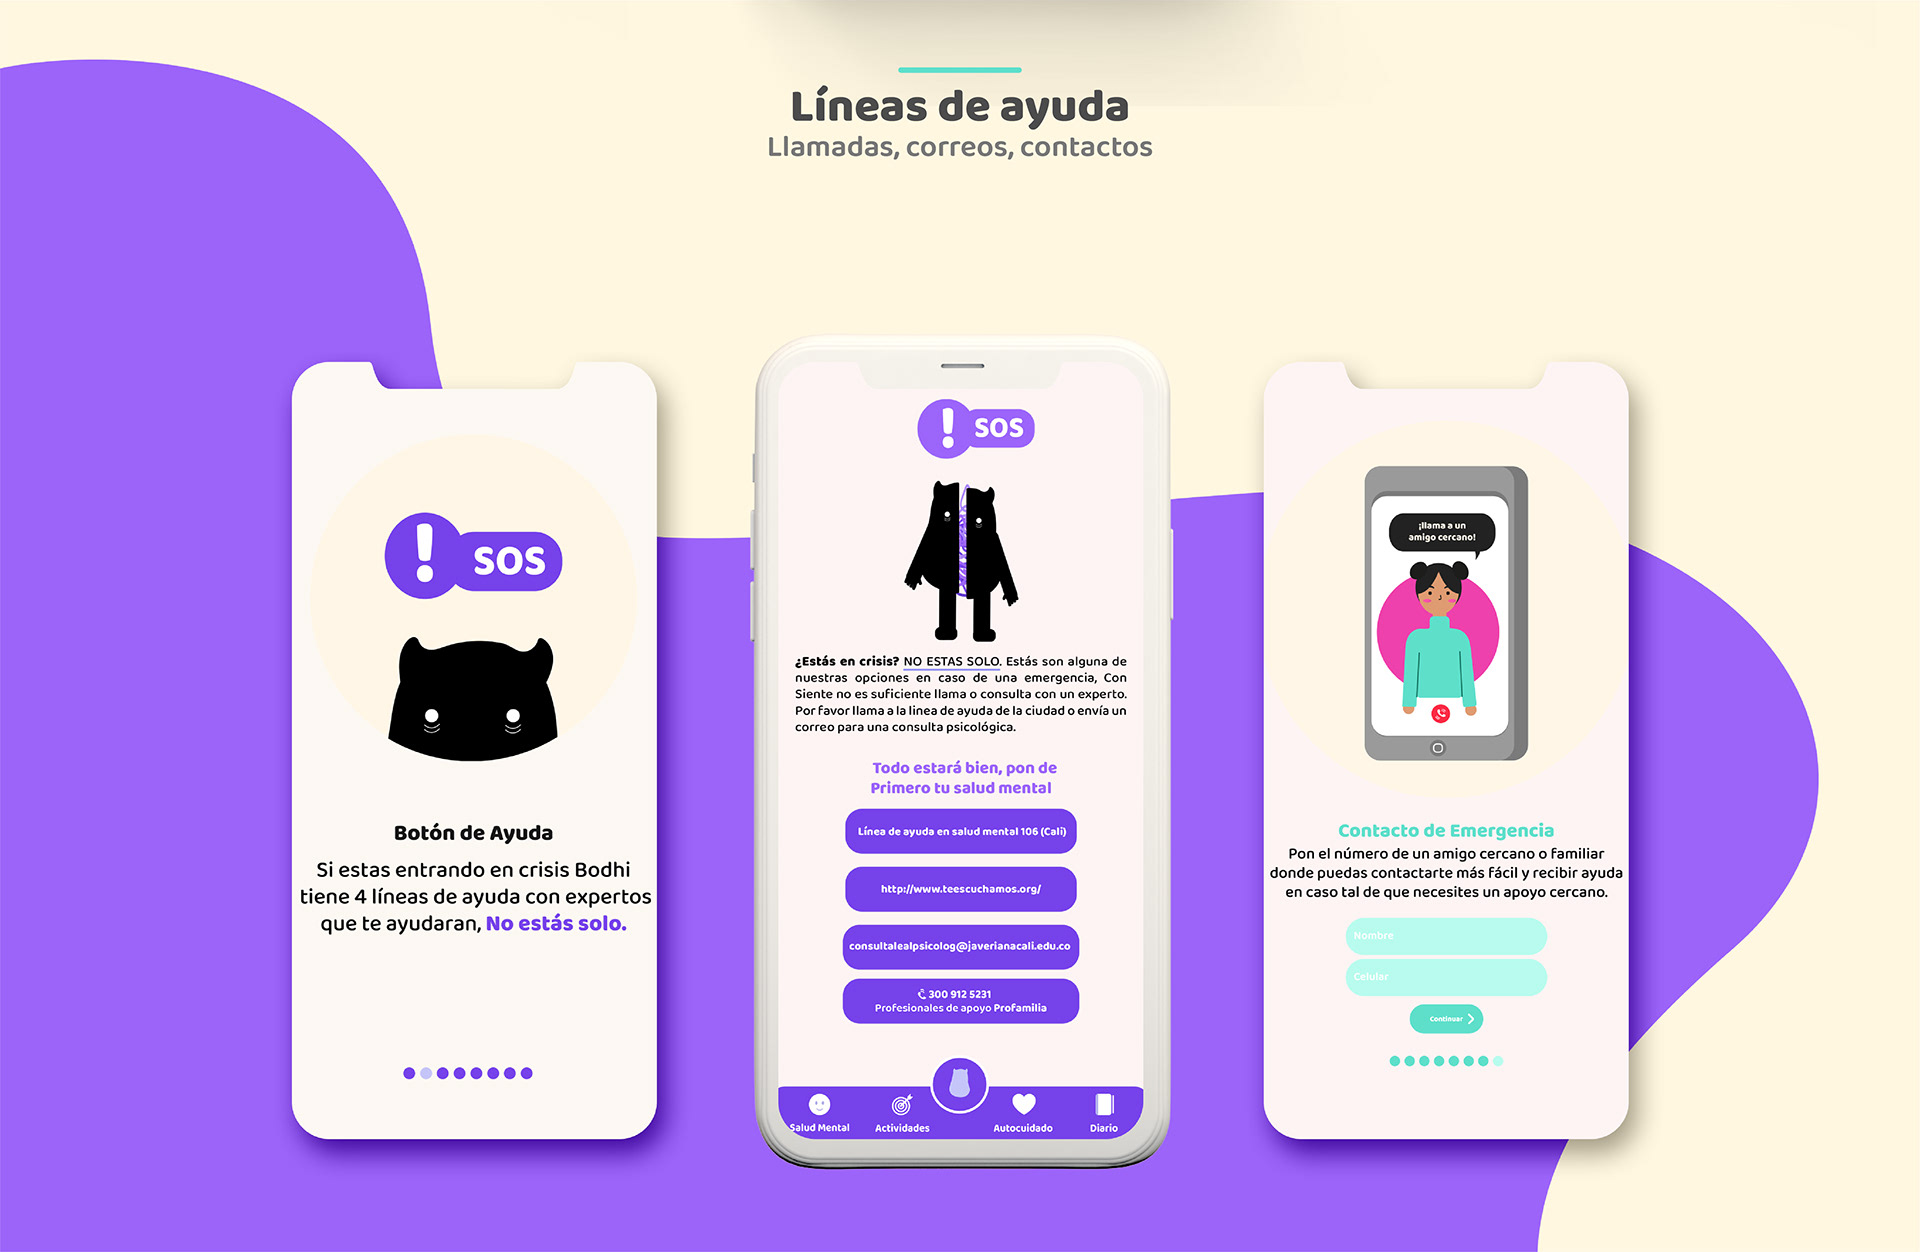 Líneas de ayuda
Llamadas, correos, contactos
! SOS
Botón de Ayuda
Si estas entrando en crisis Bodhi
tiene 4 líneas de ayuda con expertos
que te ayudaran, No estás solo.
! SOS
¿Estás en crisis? NO ESTAS SOLO. Estás son alguna de
nuestras opciones en caso de una emergencia, Con
Siente no es suficiente llama o consulta con un experto.
Por favor llama a la linea de ayuda de la ciudad o envía un
correo para una consulta psicológica.
Todo estará bien, pon de
Primero tu salud mental
Línea de ayuda en salud mental 106 (Cali)
http://www.teescuchamos.org/
consultalealpsicolog@javerianacali.edu.co
300 912 5231
Profesionales de apoyo Profamilia
Salud Mental
Actividades
Autocuidado
Diario
¡llama a un
amigo cercano!
Contacto de Emergencia
Pon el número de un amigo cercano o familiar
donde puedas contactarte más fácil y recibir ayuda
en caso tal de que necesites un apoyo cercano.
Nombre
Celular
Continuar